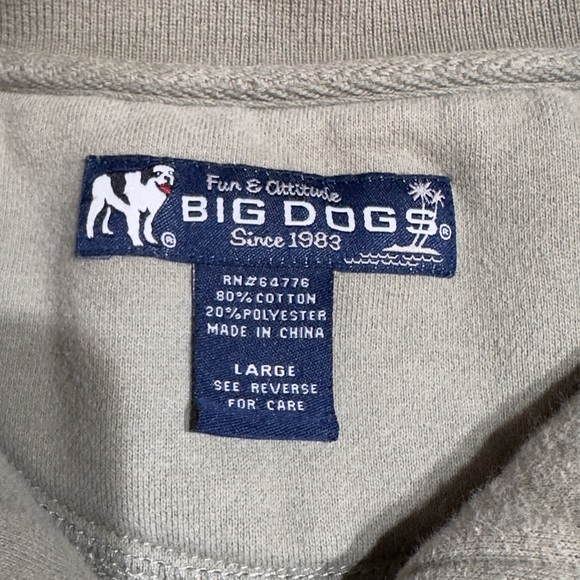 Fun & Attitude
BIG DOGS®
Since 1983
®
RN#64776
80% COTTON
20% POLYESTER
MADE IN CHINA
LARGE
SEE REVERSE
FOR CARE